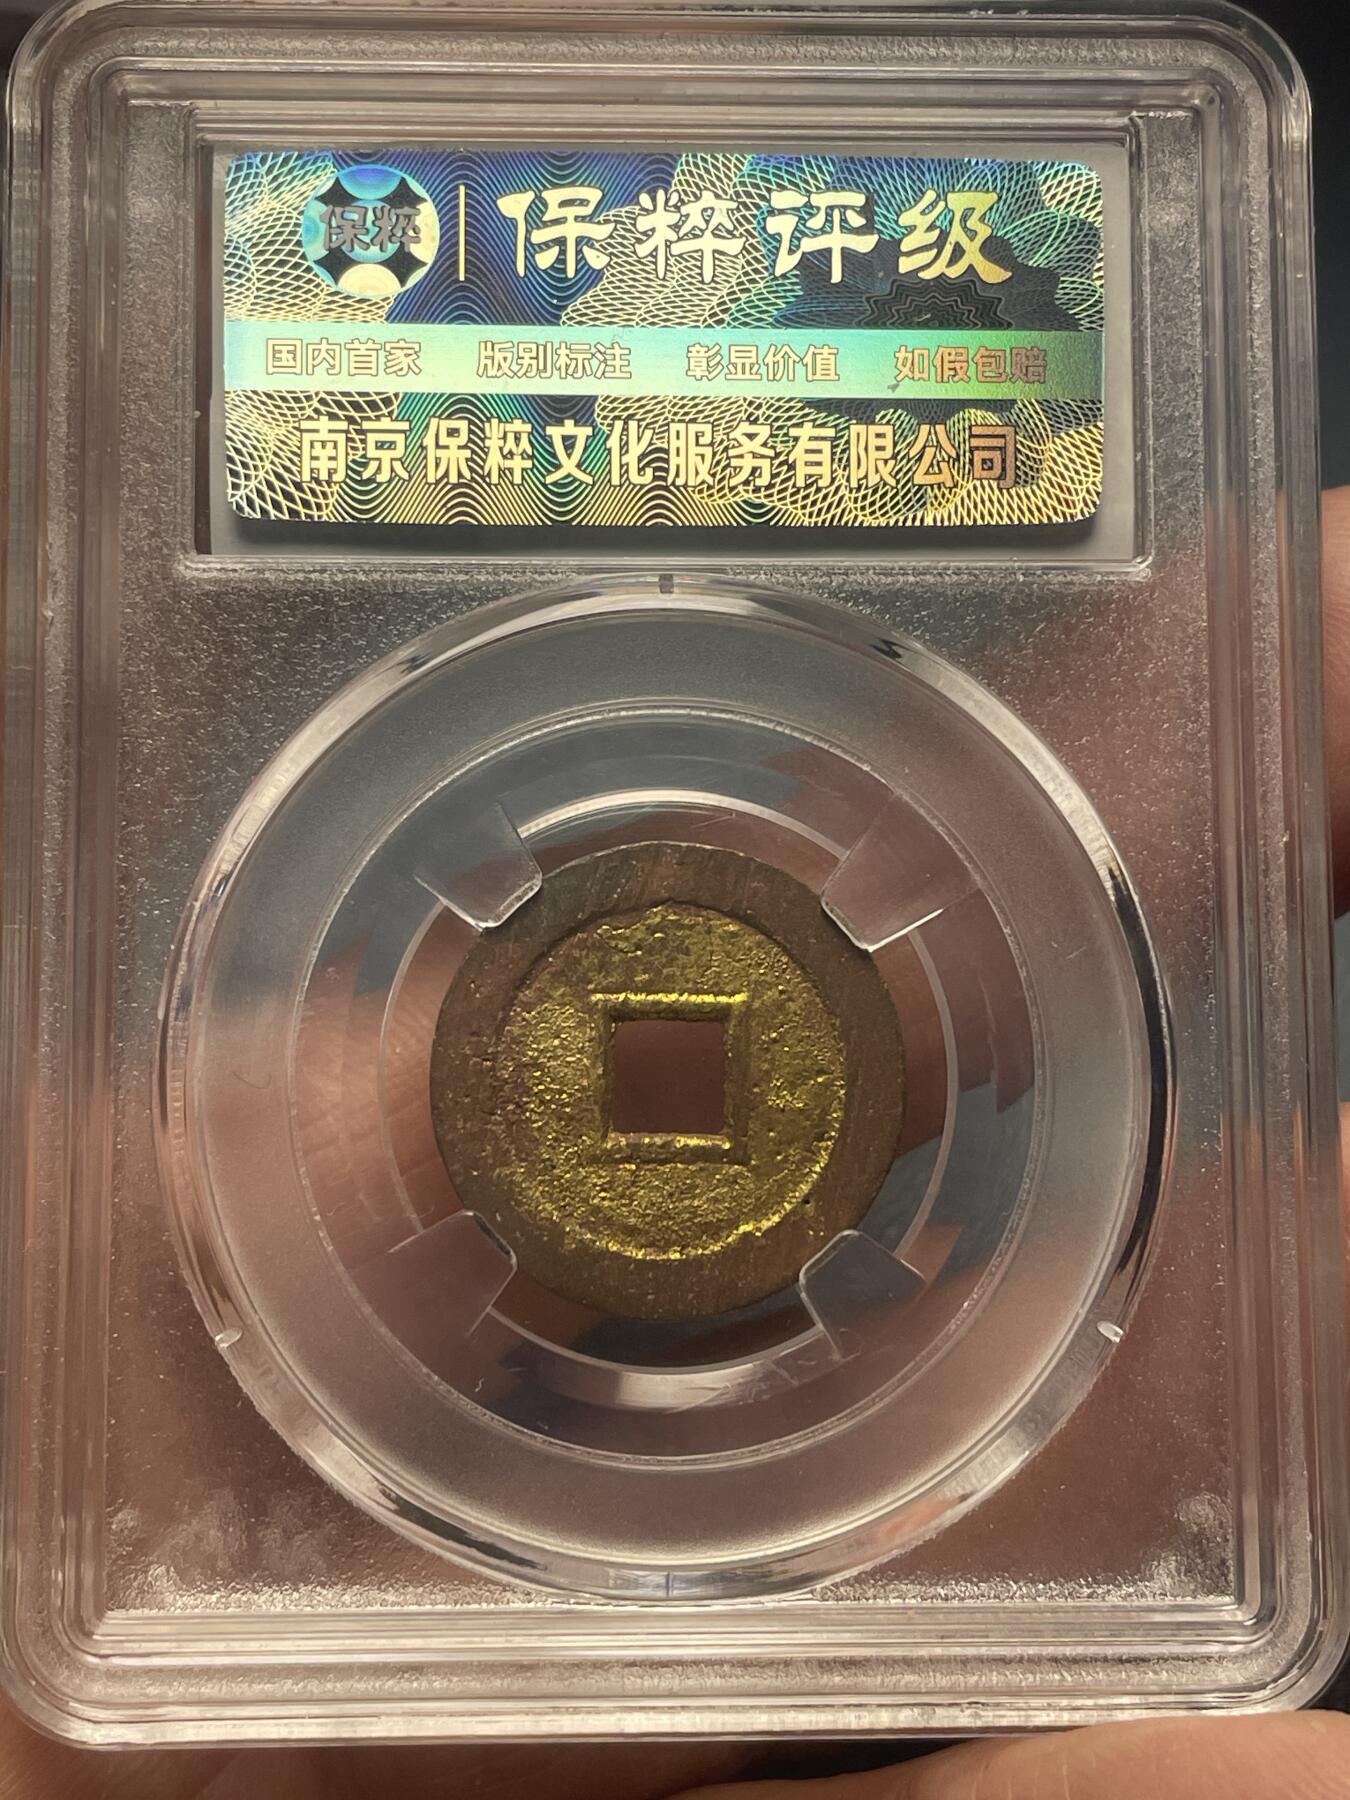 保粹 保粹评级
国内首家 版别标注 彰显价值 如假包赔
南京保粹文化服务有限公司